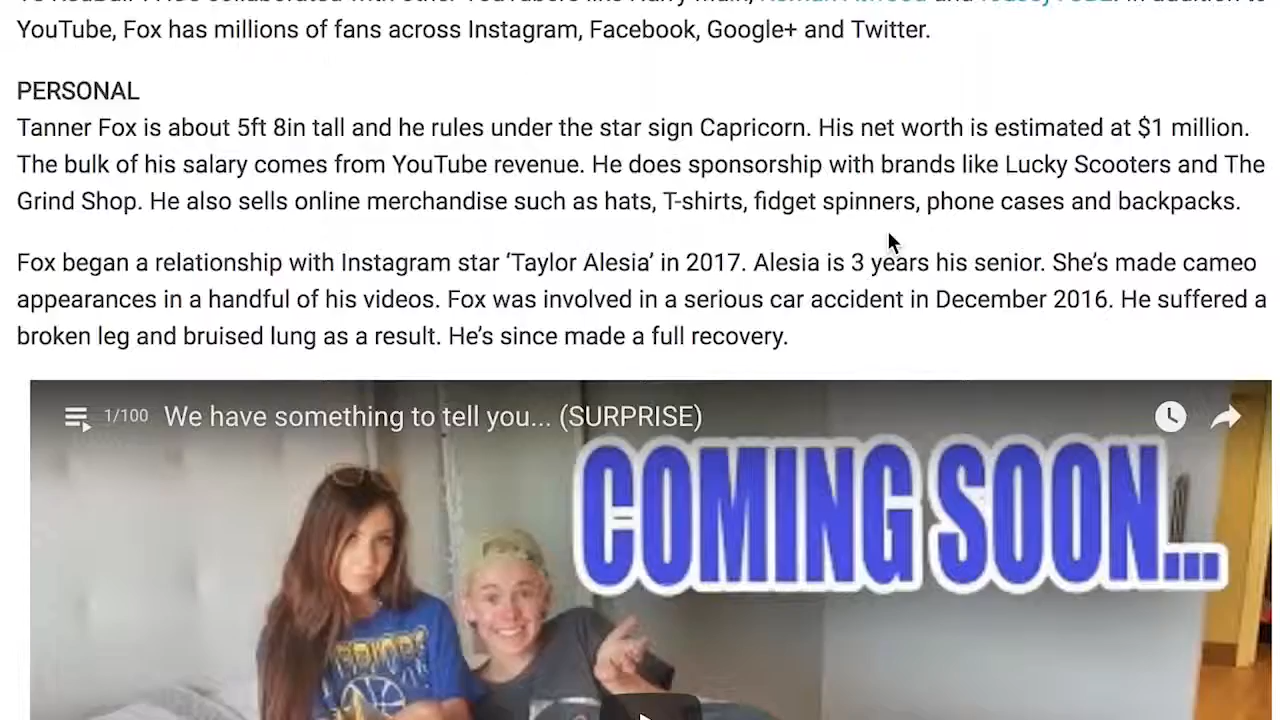 YouTube, Fox has millions of fans across Instagram, Facebook, Google+ and Twitter.
PERSONAL
Tanner Fox is about 5ft 8in tall and he rules under the star sign Capricorn. His net worth is estimated at $1 million.
The bulk of his salary comes from YouTube revenue. He does sponsorship with brands like Lucky Scooters and The
Grind Shop. He also sells online merchandise such as hats, T-shirts, fidget spinners, phone cases and backpacks.
Fox began a relationship with Instagram star ‘Taylor Alesia’ in 2017. Alesia is 3 years his senior. She’s made cameo
appearances in a handful of his videos. Fox was involved in a serious car accident in December 2016. He suffered a
broken leg and bruised lung as a result. He’s since made a full recovery.
1/100 We have something to tell you... (SURPRISE)
COMING SOON...